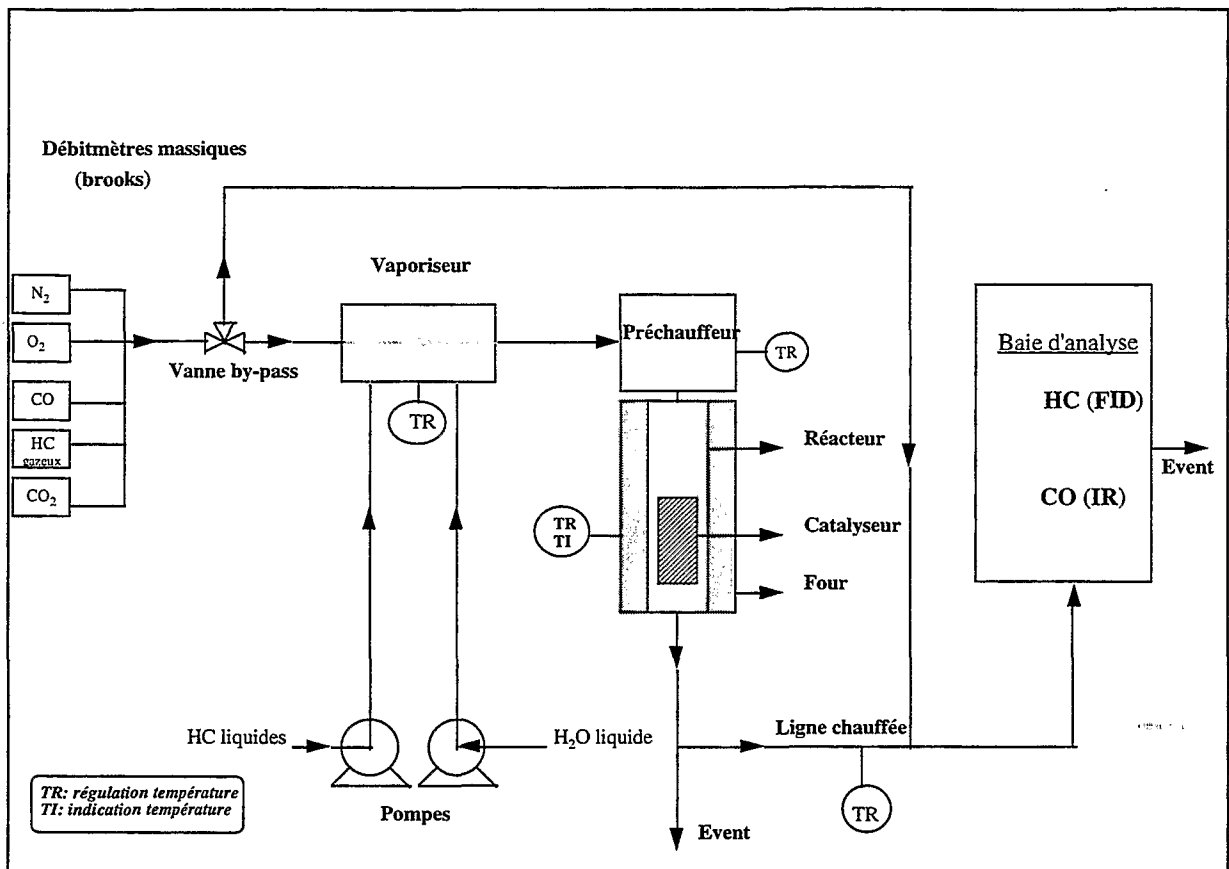 Débitmètres massiques
(brooks)
Vaporiseur
N₂
O₂
CO
HC
gazeux
CO₂
Vanne by-pass
TR
Préchauffeur
TR
Réacteur
TR
TI
Catalyseur
Four
Baie d'analyse
HC (FID)
CO (IR)
Event
HC liquides
H₂O liquide
Ligne chauffée
TR
Pompes
Event
TR: régulation température
TI: indication température